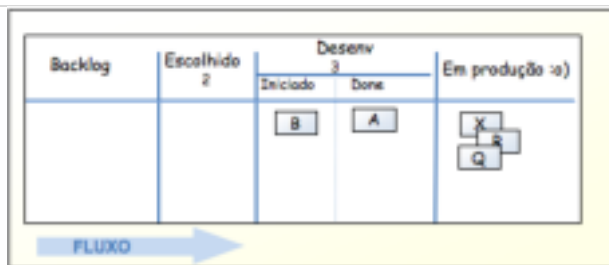 Backlog
Escolhido
2
Desenv
3
Iniciado
Done
Em produção :o)
B
A
X
R
Q
FLUXO